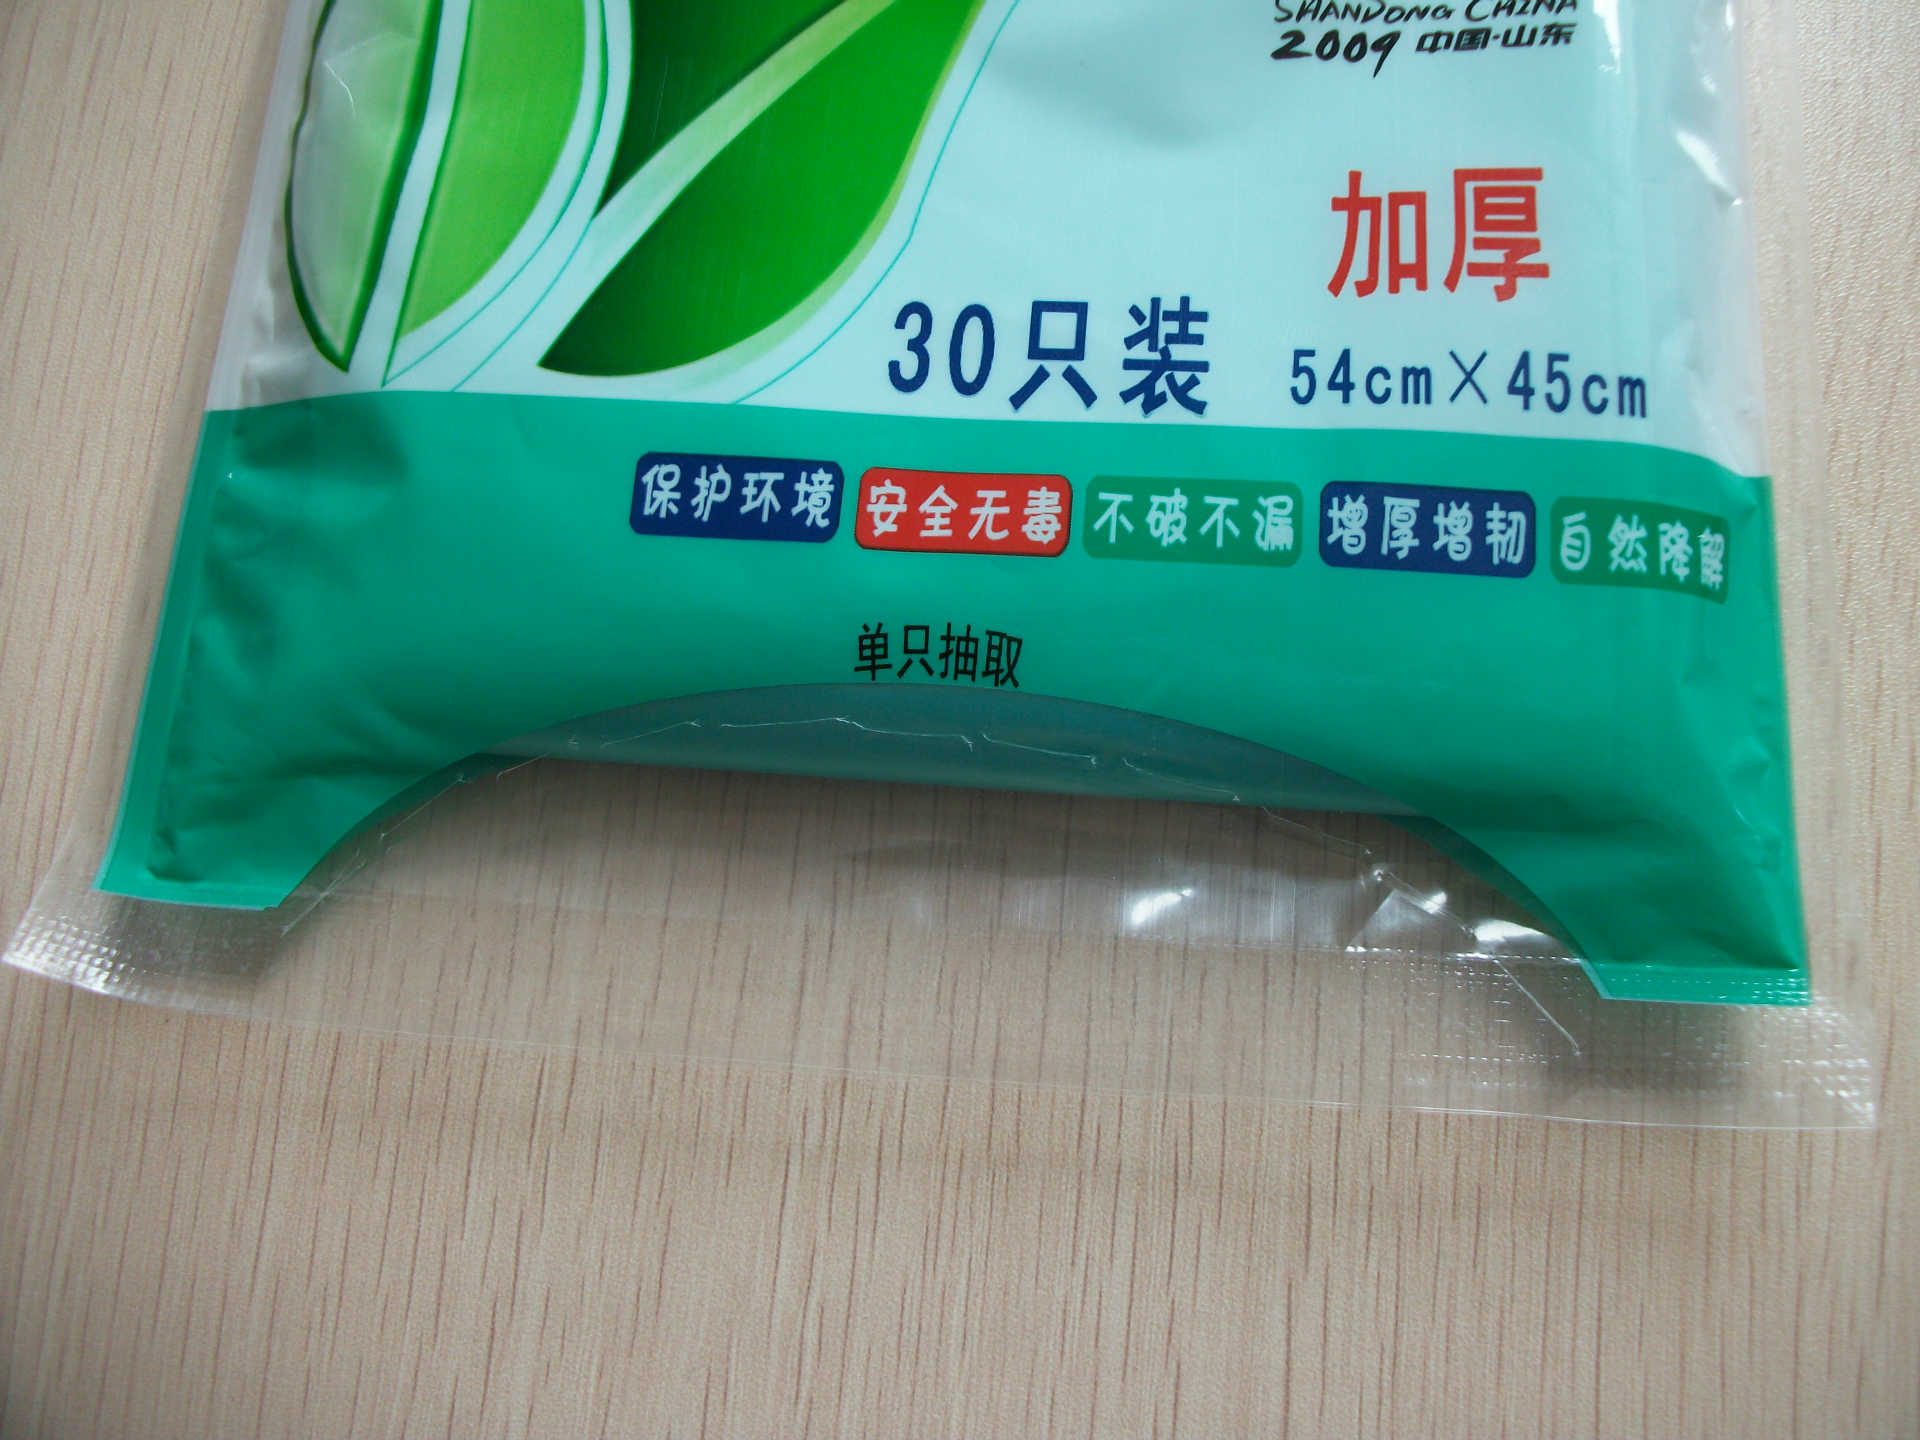 SHANDONG CHINA
2009 中国·山东
加厚
30只装 54cm×45cm
保护环境 安全无毒 不破不漏 增厚增韧 自然降解
单只抽取